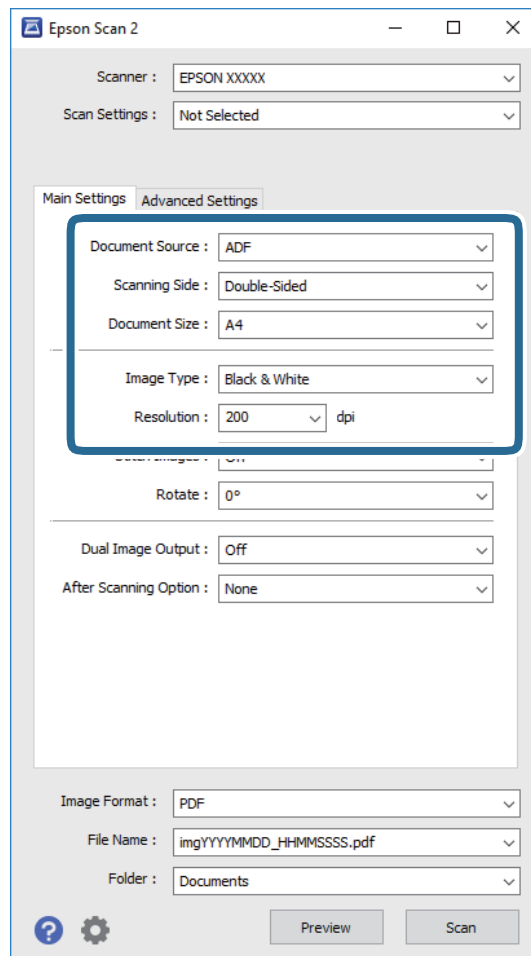 Epson Scan 2
Scanner : EPSON XXXXX
Scan Settings : Not Selected
Main Settings Advanced Settings
Document Source : ADF
Scanning Side : Double-Sided
Document Size : A4
Image Type : Black & White
Resolution : 200 dpi
Rotate : 0°
Dual Image Output : Off
After Scanning Option : None
Image Format : PDF
File Name : imgYYYYMMDD_HHMMSSSS.pdf
Folder : Documents
? Preview Scan